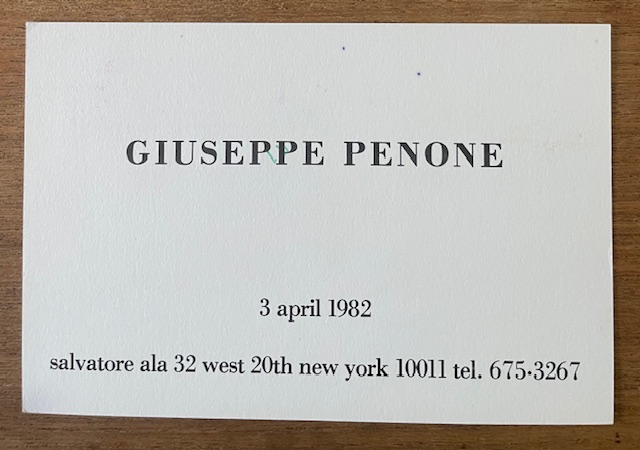 GIUSEPPE PENONE
3 april 1982
salvatore ala 32 west 20th new york 10011 tel. 675·3267